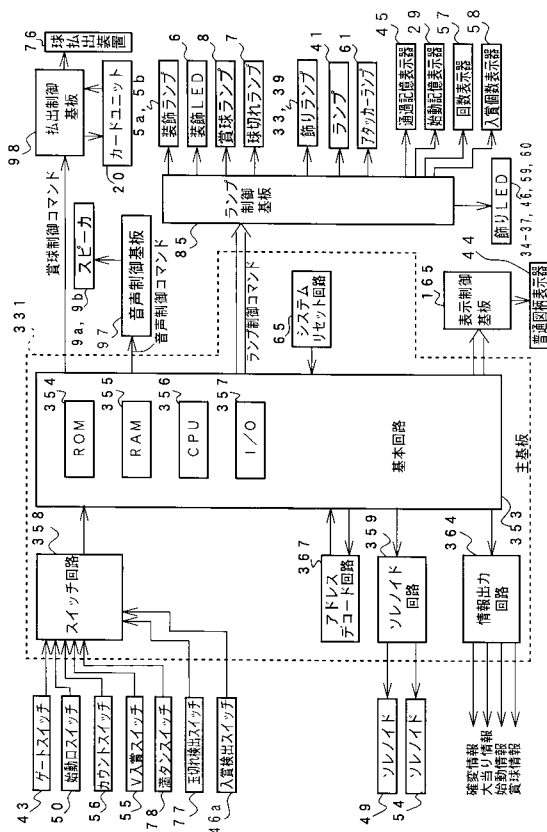 ゲートスイッチ
43
始動口スイッチ
50
カウントスイッチ
56
V入賞スイッチ
55
満タンスイッチ
78
玉切れ検出スイッチ
77
入賞検出スイッチ
46a
スイッチ回路
358
331
ROM
354
RAM
355
CPU
356
I/O
357
基本回路
353
主基板
アドレス
デコード回路
367
ソレノイド
回路
359
情報出力
回路
364
ソレノイド
49
ソレノイド
54
確変情報
大当り情報
始動情報
賞球情報
システム
リセット回路
65
賞球制御コマンド
音声制御コマンド
ランプ制御コマンド
払出制御
基板
98
球払出装置
76
カードユニット
20
スピーカ
9a, 9b
音声制御基板
97
ランプ
制御基板
85
装飾ランプ
5a, 5b
装飾LED
6
賞球ランプ
8
球切れランプ
7
飾りランプ
33, 39
ランプ
41
アタッカーランプ
61
通過記憶表示器
45
始動記憶表示器
29
回数表示器
57
入賞個数表示器
58
飾りLED
34-37, 46, 59, 60
表示制御
基板
165
普通図柄表示器
44